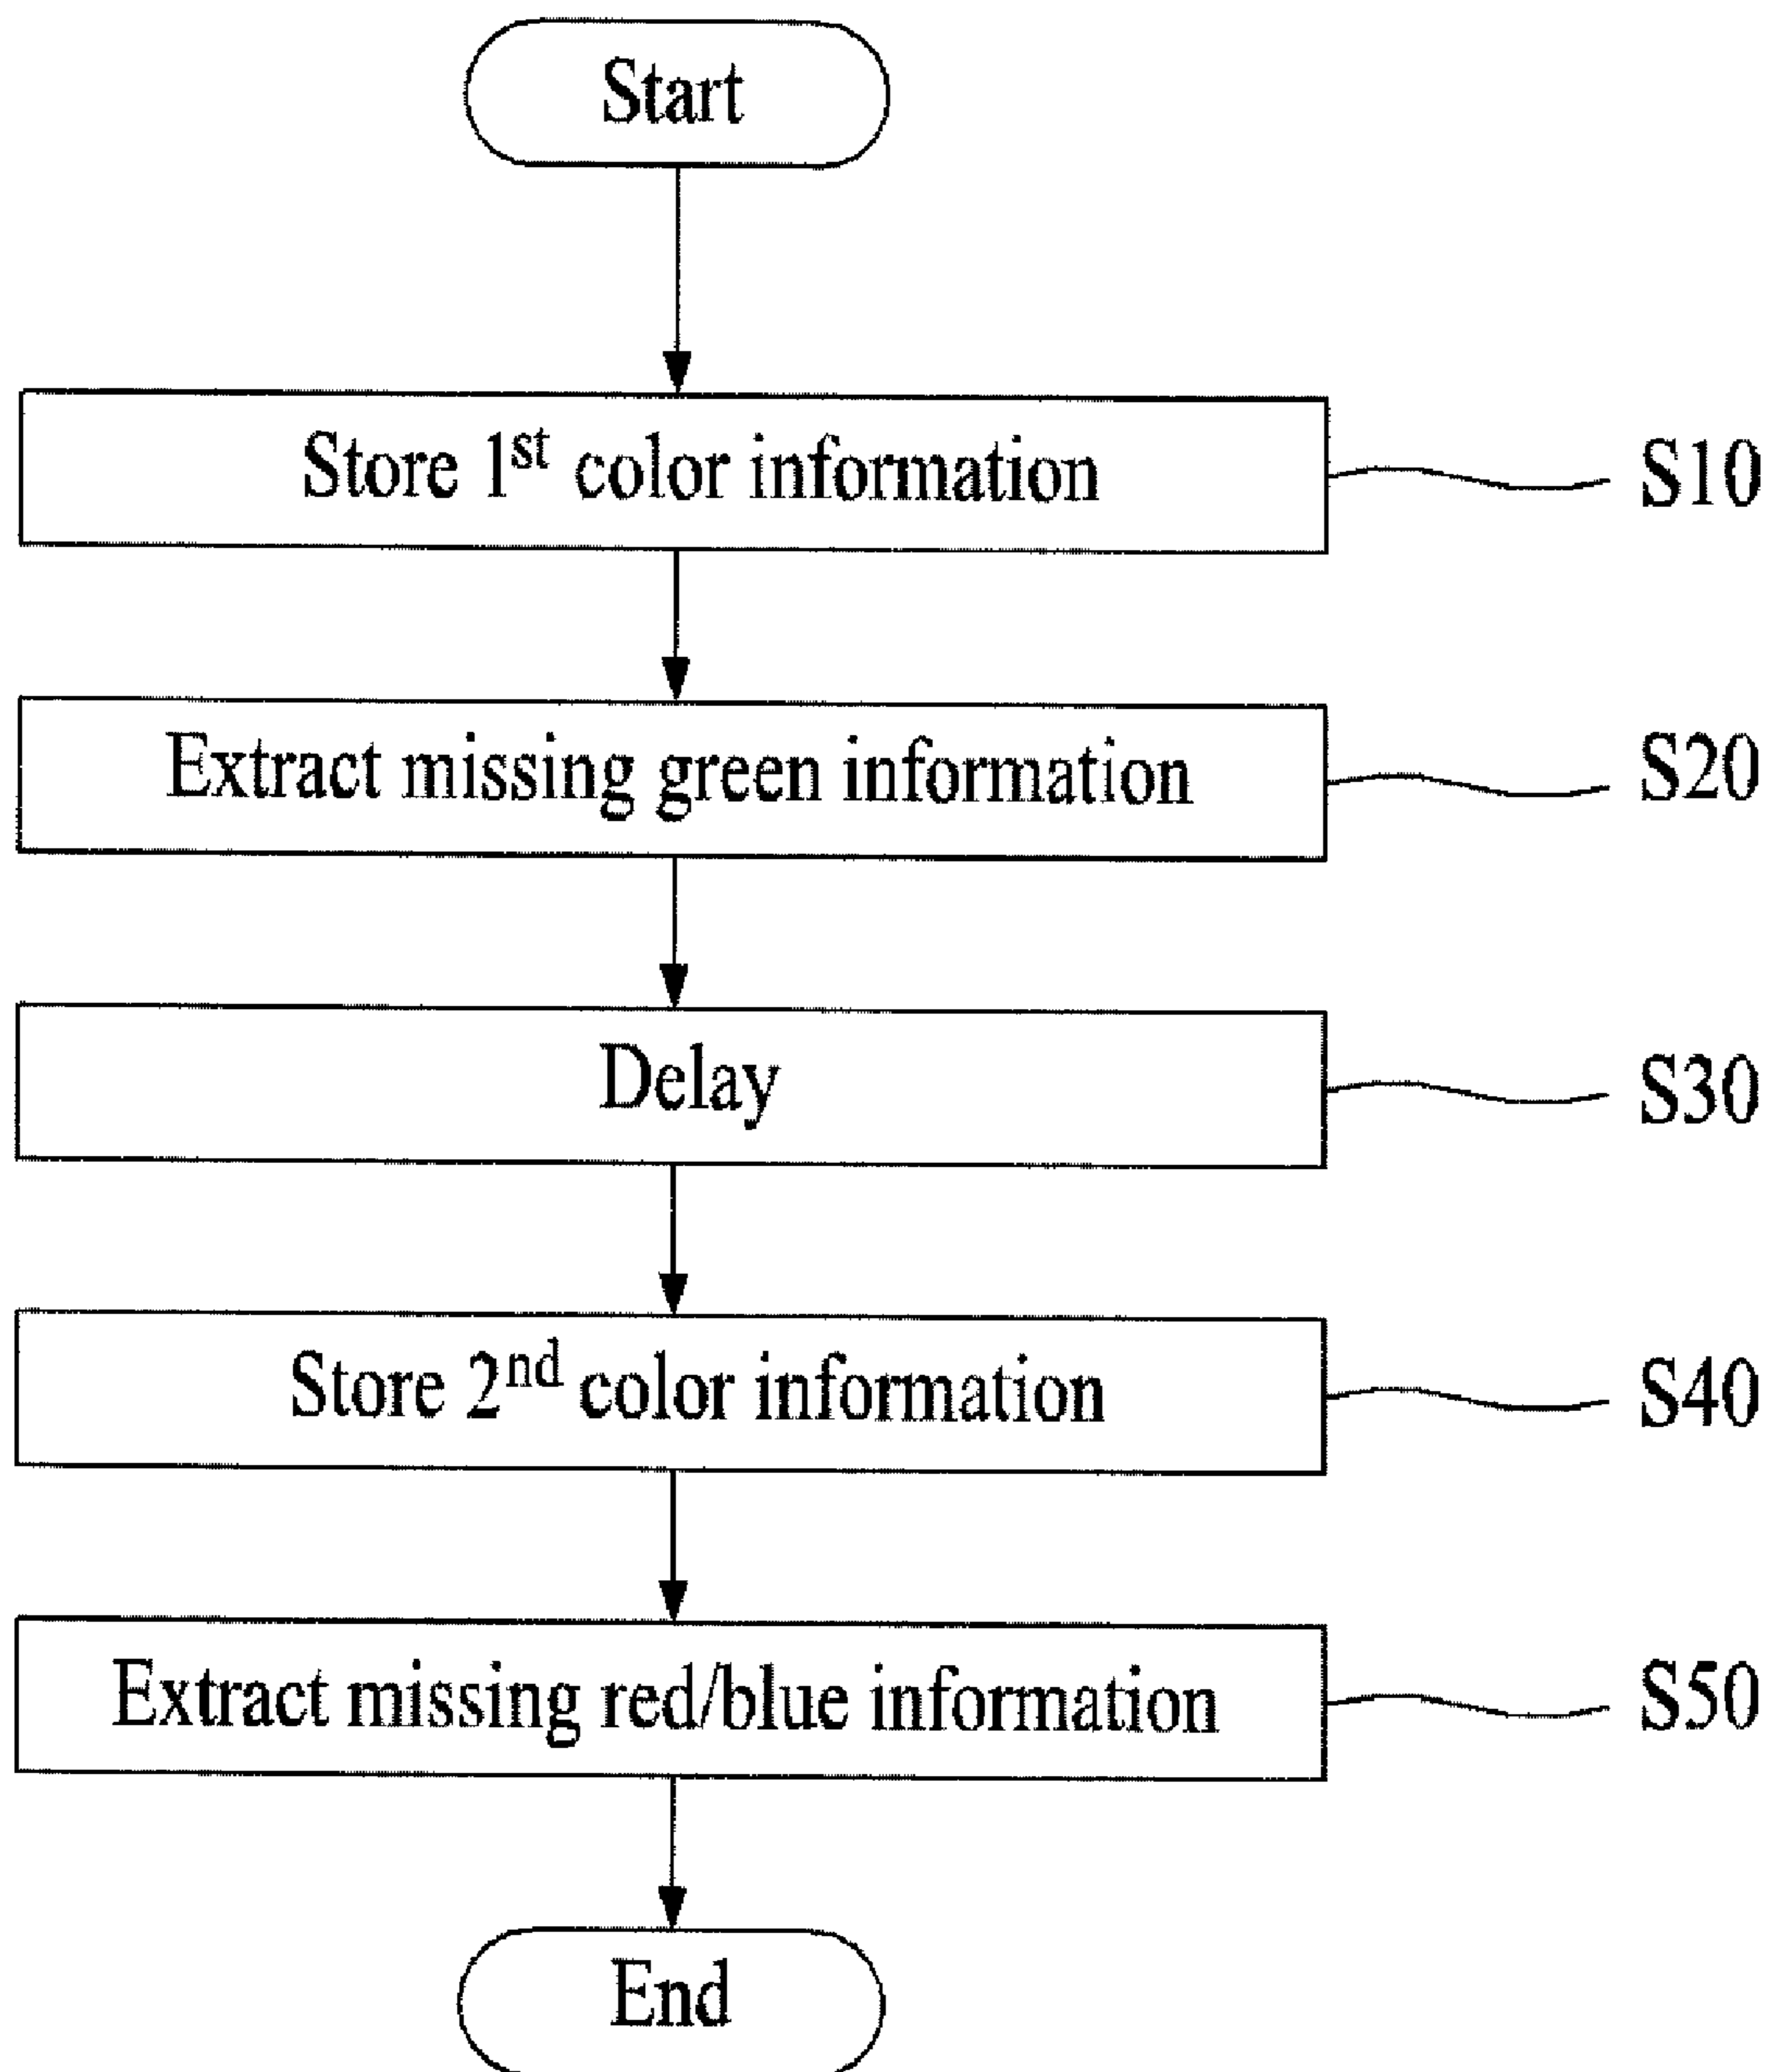 Start
Store 1st color information S10
Extract missing green information S20
Delay S30
Store 2nd color information S40
Extract missing red/blue information S50
End